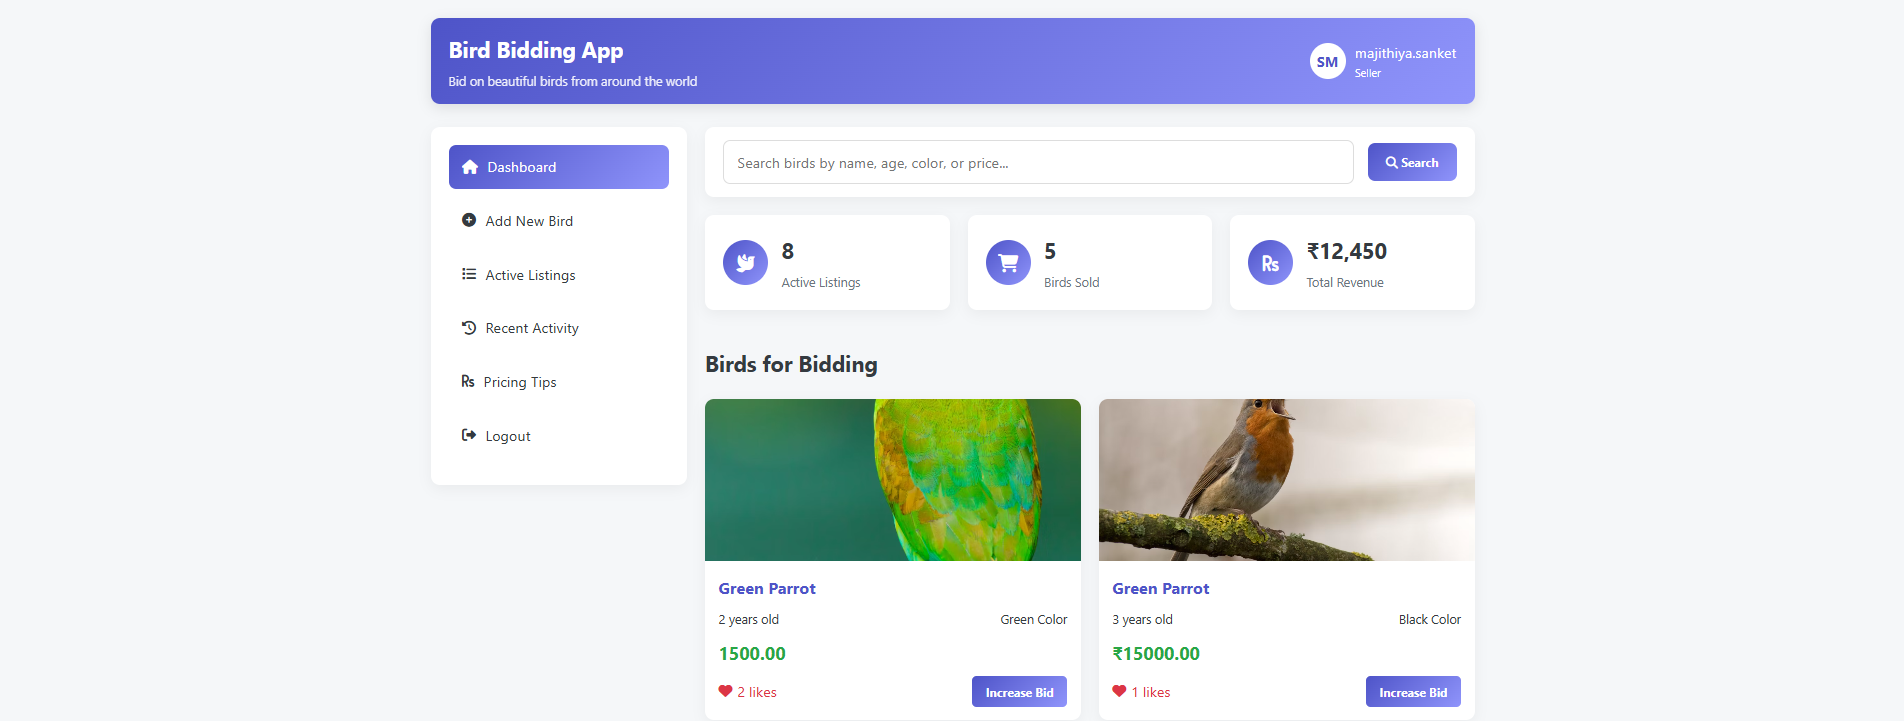 Bird Bidding App
Bid on beautiful birds from around the world
SM
majithiya.sanket
Seller
Dashboard
Add New Bird
Active Listings
Recent Activity
Rs Pricing Tips
Logout
Search birds by name, age, color, or price...
Search
8
Active Listings
5
Birds Sold
Rs
₹12,450
Total Revenue
Birds for Bidding
Green Parrot
2 years old Green Color
1500.00
2 likes Increase Bid
Green Parrot
3 years old Black Color
₹15000.00
1 likes Increase Bid